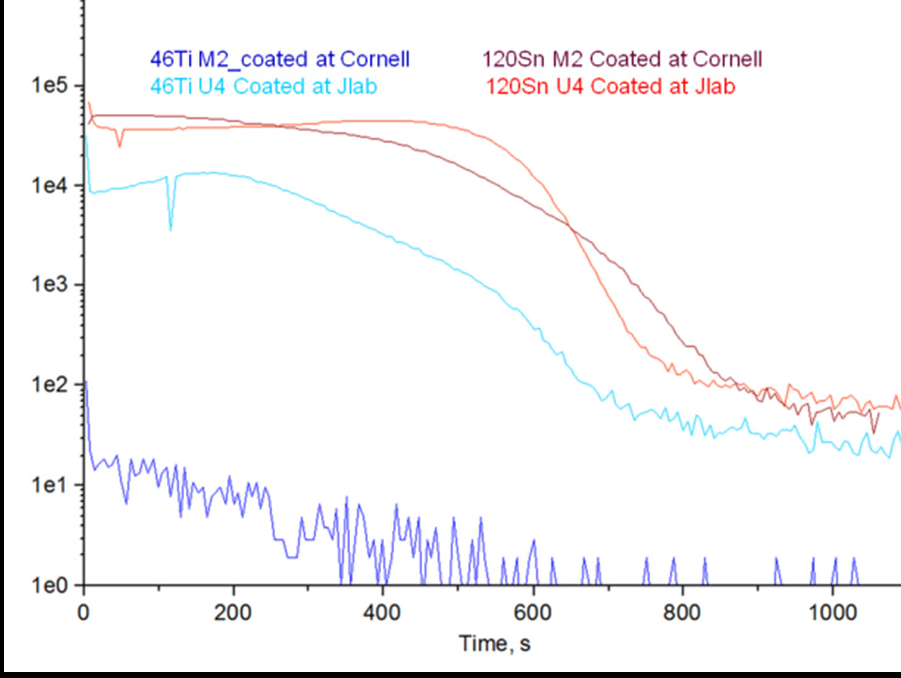 46Ti M2_coated at Cornell 120Sn M2 Coated at Cornell
46Ti U4 Coated at Jlab 120Sn U4 Coated at Jlab
1e5
1e4
1e3
1e2
1e1
1e0
0 200 400 600 800 1000
Time, s